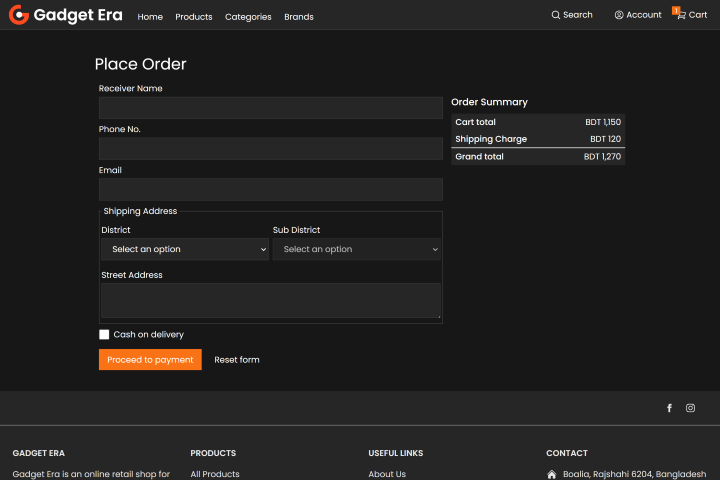 Gadget Era
Home Products Categories Brands
Search Account 1 Cart
Place Order
Receiver Name
Phone No.
Email
Shipping Address
District Sub District
Select an option Select an option
Street Address
Cash on delivery
Proceed to payment Reset form
Order Summary
Cart total BDT 1,150
Shipping Charge BDT 120
Grand total BDT 1,270
GADGET ERA
Gadget Era is an online retail shop for
PRODUCTS
All Products
USEFUL LINKS
About Us
CONTACT
Boalia, Rajshahi 6204, Bangladesh